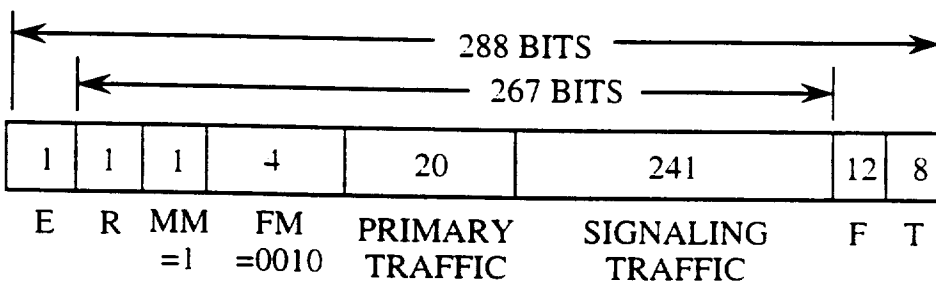 288 BITS
267 BITS
1 1 1 4 20 241 12 8
E R MM FM PRIMARY SIGNALING F T
=1 =0010 TRAFFIC TRAFFIC